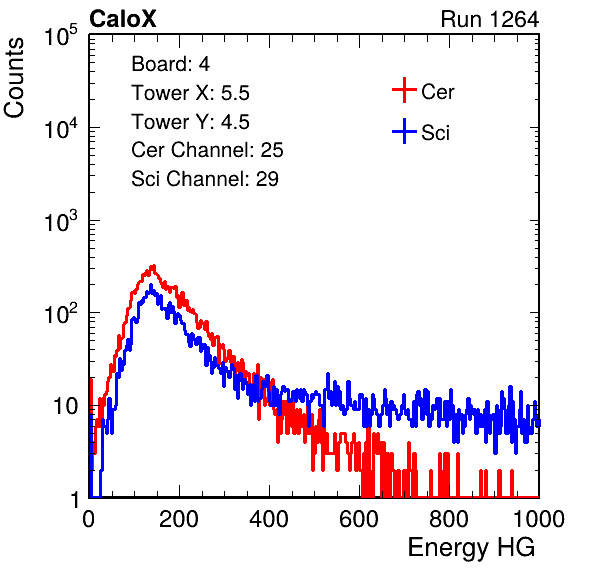 CaloX Run 1264
Counts
Board: 4
Tower X: 5.5
Tower Y: 4.5
Cer Channel: 25
Sci Channel: 29
Cer
Sci
10^5
10^4
10^3
10^2
10
1
0 200 400 600 800 1000
Energy HG